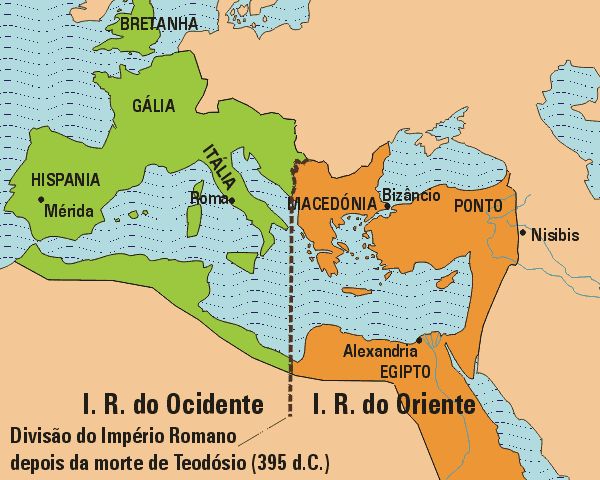 BRETANHA
GÁLIA
ITÁLIA
HISPANIA
Mérida
Roma
MACEDÓNIA
Bizâncio
PONTO
Nisibis
Alexandria
EGIPTO
I. R. do Ocidente
I. R. do Oriente
Divisão do Império Romano
depois da morte de Teodósio (395 d.C.)